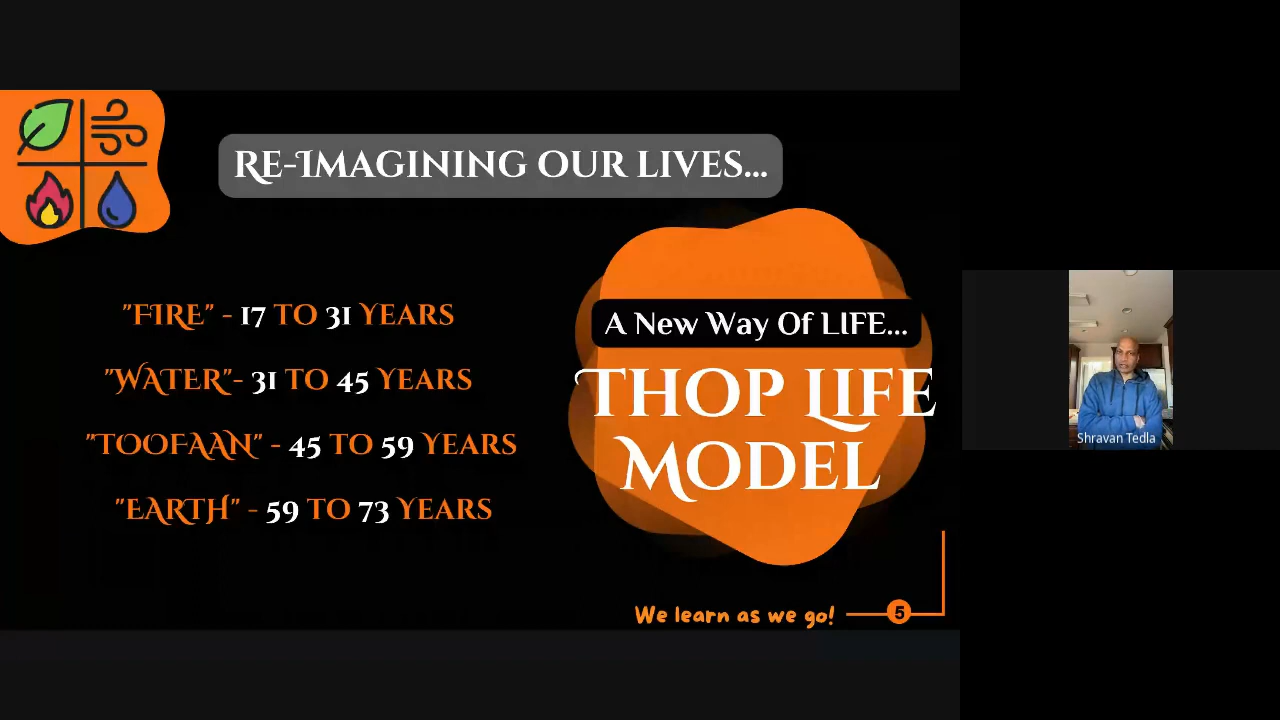 RE-IMAGINING OUR LIVES...
"FIRE" - 17 TO 31 YEARS
"WATER"- 31 TO 45 YEARS
"TOOFAAN" - 45 TO 59 YEARS
"EARTH" - 59 TO 73 YEARS
A New Way Of LIFE...
THOP LIFE
MODEL
We learn as we go!
5
Shravan Tedla